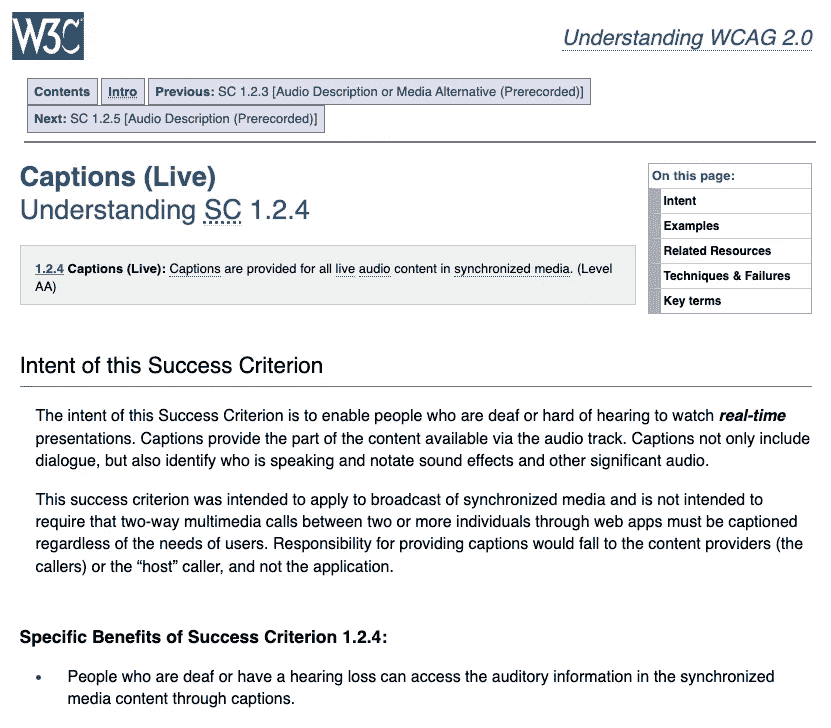 W3C
Understanding WCAG 2.0
Contents Intro Previous: SC 1.2.3 [Audio Description or Media Alternative (Prerecorded)]
Next: SC 1.2.5 [Audio Description (Prerecorded)]
Captions (Live)
Understanding SC 1.2.4
On this page:
Intent
Examples
Related Resources
Techniques & Failures
Key terms
1.2.4 Captions (Live): Captions are provided for all live audio content in synchronized media. (Level
AA)
Intent of this Success Criterion
The intent of this Success Criterion is to enable people who are deaf or hard of hearing to watch real-time
presentations. Captions provide the part of the content available via the audio track. Captions not only include
dialogue, but also identify who is speaking and notate sound effects and other significant audio.
This success criterion was intended to apply to broadcast of synchronized media and is not intended to
require that two-way multimedia calls between two or more individuals through web apps must be captioned
regardless of the needs of users. Responsibility for providing captions would fall to the content providers (the
callers) or the “host” caller, and not the application.
Specific Benefits of Success Criterion 1.2.4:
• People who are deaf or have a hearing loss can access the auditory information in the synchronized
media content through captions.